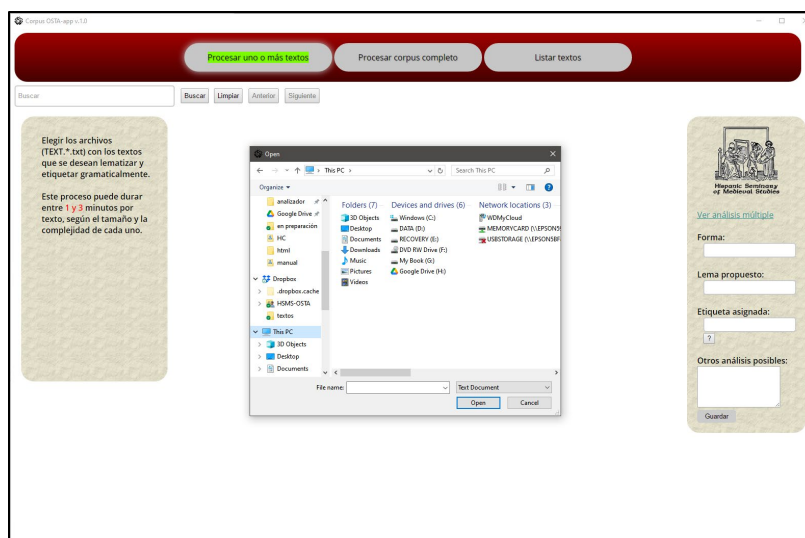 Corpus OSTA-app v.1.0
Procesar uno o más textos
Procesar corpus completo
Listar textos
Buscar
Buscar
Limpiar
Anterior
Siguiente
Elegir los archivos
(TEXT.*.txt) con los textos
que se desean lematizar y
etiquetar gramaticalmente.
Este proceso puede durar
entre 1 y 3 minutos por
texto, según el tamaño y la
complejidad de cada uno.
Open
This PC
Search This PC
Organize
analizador
Google Drive
en preparación
HC
html
manual
Dropbox
.dropbox.cache
HSMS-OSTA
textos
This PC
3D Objects
Desktop
Documents
Folders (7)
3D Objects
Desktop
Documents
Downloads
Music
Pictures
Videos
Devices and drives (6)
Windows (C:)
DATA (D:)
RECOVERY (E:)
DVD RW Drive (F:)
My Book (G:)
Google Drive (H:)
Network locations (3)
WDMyCloud
MEMORYCARD (\\EPSON5
USBSTORAGE (\\EPSON5BF
File name:
Text Document
Open
Cancel
Hispanic Seminary
of Medieval Studies
Ver análisis múltiple
Forma:
Lema propuesto:
Etiqueta asignada:
?
Otros análisis posibles:
Guardar